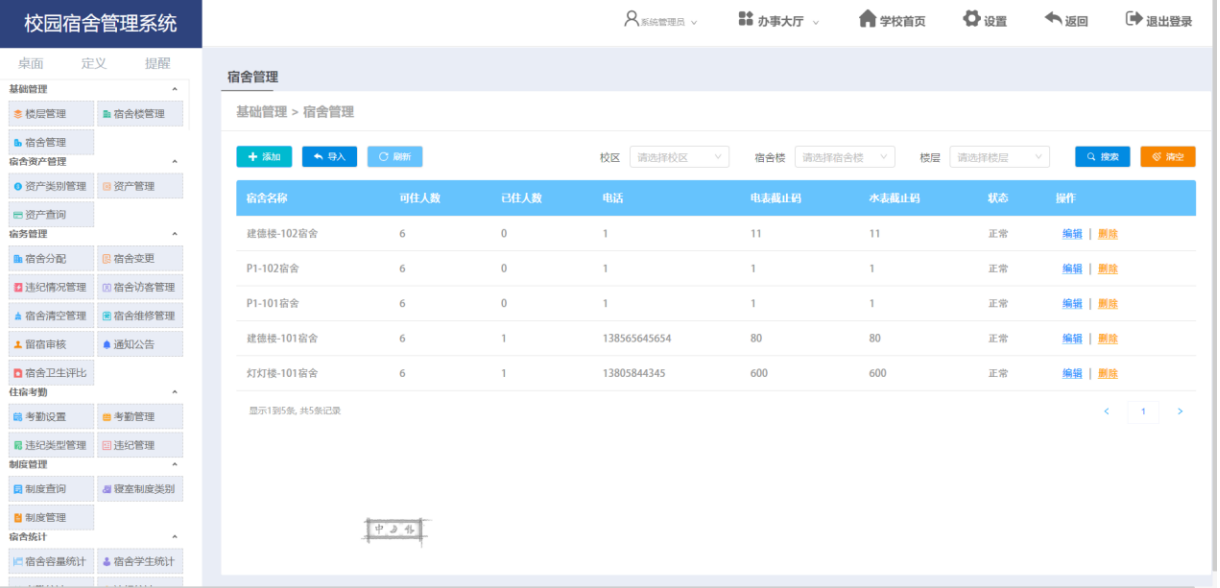 校园宿舍管理系统
系统管理员 办事大厅 学校首页 设置 返回 退出登录
桌面 定义 提醒
基础管理
楼层管理 宿舍楼管理
宿舍管理
宿舍资产管理
资产类别管理 资产管理
资产查询
宿务管理
宿舍分配 宿舍变更
违纪情况管理 宿舍访客管理
宿舍清空管理 宿舍维修管理
留宿审核 通知公告
宿舍卫生评比
住宿考勤
考勤设置 考勤管理
违纪类型管理 违纪管理
制度管理
制度查询 寝室制度类别
制度管理
宿舍统计
宿舍容量统计 宿舍学生统计
宿舍管理
基础管理 > 宿舍管理
添加 导入 刷新 校区 请选择校区 宿舍楼 请选择宿舍楼 楼层 请选择楼层 搜索 清空
宿舍名称 可住人数 已住人数 电话 电表截止码 水表截止码 状态 操作
建德楼-102宿舍 6 0 1 11 11 正常 编辑 | 删除
P1-102宿舍 6 0 1 1 1 正常 编辑 | 删除
P1-101宿舍 6 0 1 1 1 正常 编辑 | 删除
建德楼-101宿舍 6 1 138565645654 80 80 正常 编辑 | 删除
灯灯楼-101宿舍 6 1 13805844345 600 600 正常 编辑 | 删除
显示1到5条, 共5条记录
< 1 >